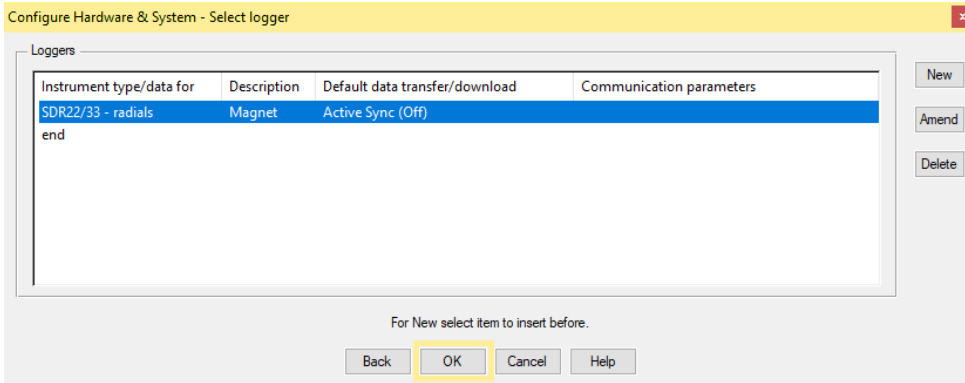 Configure Hardware & System - Select logger
Loggers
Instrument type/data for Description Default data transfer/download Communication parameters
SDR22/33 - radials Magnet Active Sync (Off)
end
New
Amend
Delete
For New select item to insert before.
Back OK Cancel Help